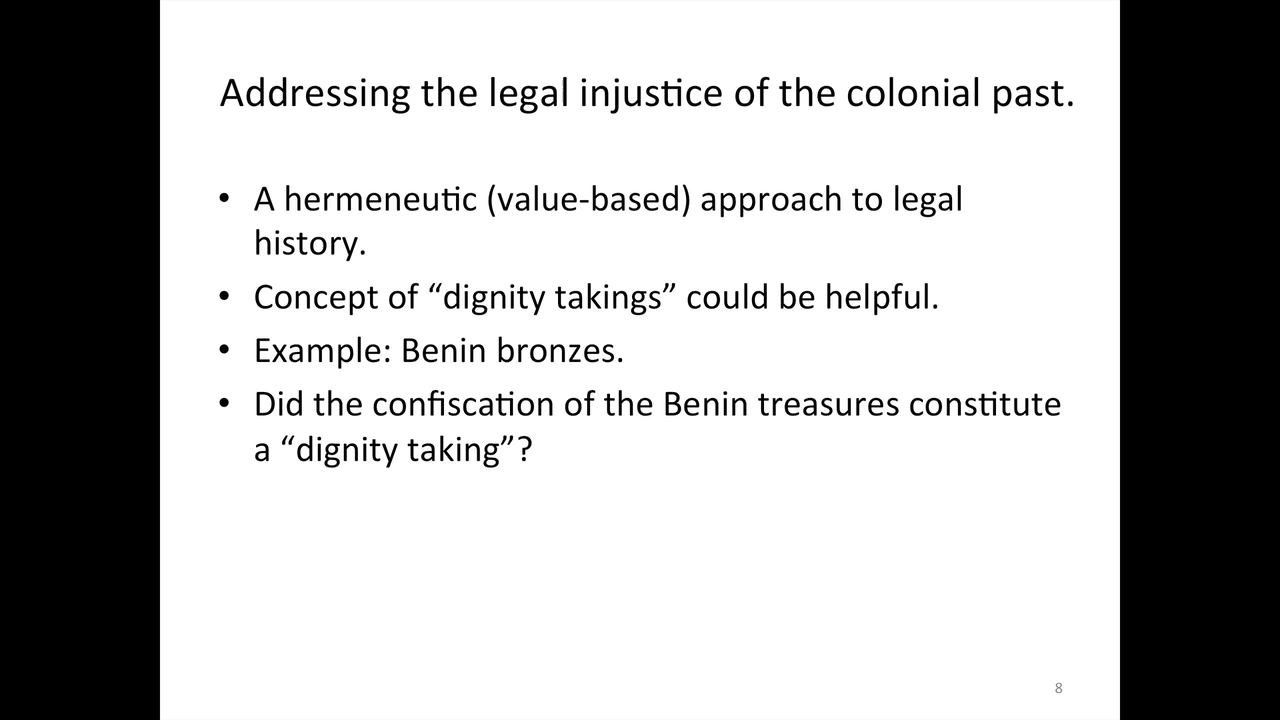 Addressing the legal injustice of the colonial past.
• A hermeneutic (value-based) approach to legal
history.
• Concept of “dignity takings” could be helpful.
• Example: Benin bronzes.
• Did the confiscation of the Benin treasures constitute
a “dignity taking”?
8